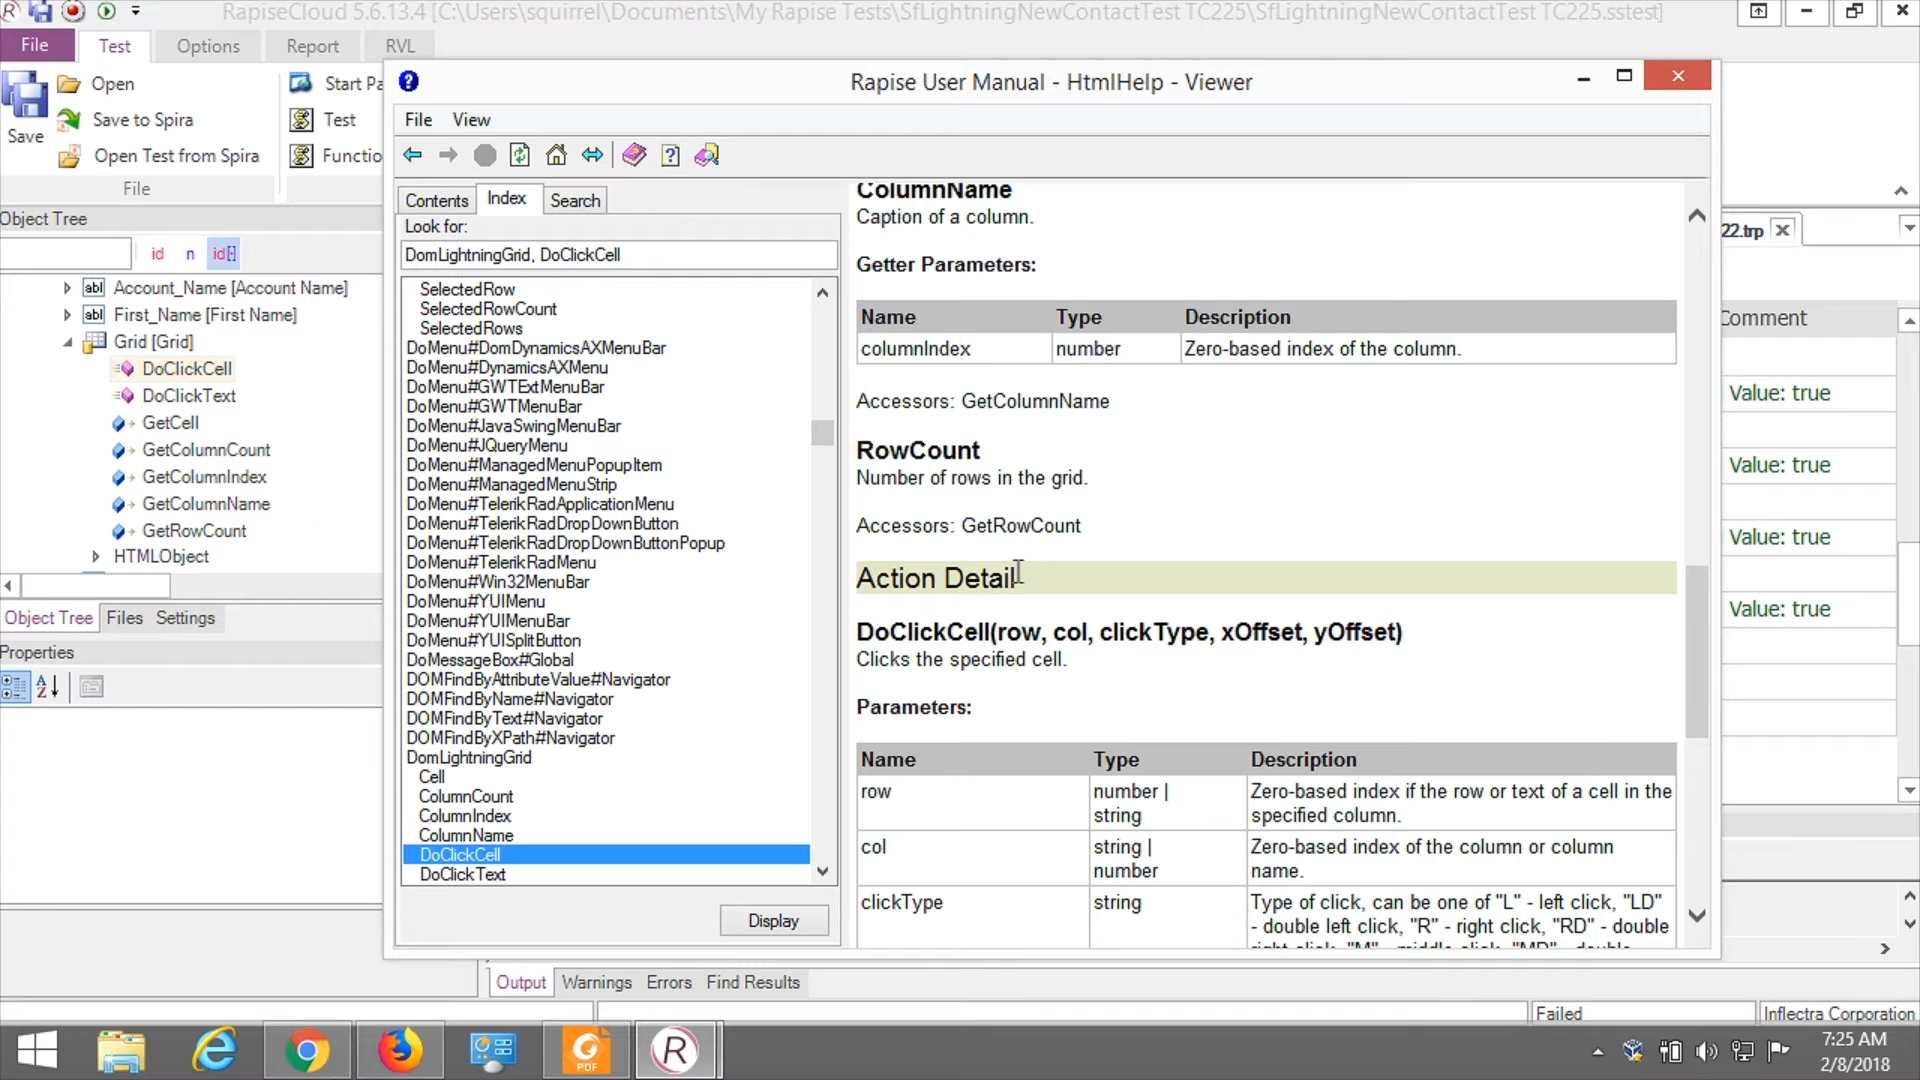 RapiseCloud 5.6.13.4 [C:\Users\squirrel\Documents\My Rapise Tests\SfLightningNewContactTest TC225\SfLightningNewContactTest TC225.sstest]
File
Test
Options
Report
RVL
Save
Open
Save to Spira
Open Test from Spira
File
Start Pa
Test
Functio
Object Tree
id
n
id[·]
Account_Name [Account Name]
First_Name [First Name]
Grid [Grid]
DoClickCell
DoClickText
GetCell
GetColumnCount
GetColumnIndex
GetColumnName
GetRowCount
HTMLObject
Object Tree
Files
Settings
Properties
Rapise User Manual - HtmlHelp - Viewer
File
View
Contents
Index
Search
Look for:
DomLightningGrid, DoClickCell
SelectedRow
SelectedRowCount
SelectedRows
DoMenu#DomDynamicsAXMenuBar
DoMenu#DynamicsAXMenu
DoMenu#GWTExtMenuBar
DoMenu#GWTMenuBar
DoMenu#JavaSwingMenuBar
DoMenu#JQueryMenu
DoMenu#ManagedMenuPopupItem
DoMenu#ManagedMenuStrip
DoMenu#TelerikRadApplicationMenu
DoMenu#TelerikRadDropDownButton
DoMenu#TelerikRadDropDownButtonPopup
DoMenu#TelerikRadMenu
DoMenu#Win32MenuBar
DoMenu#YUIMenu
DoMenu#YUIMenuBar
DoMenu#YUISplitButton
DoMessageBox#Global
DOMFindByAttributeValue#Navigator
DOMFindByName#Navigator
DOMFindByText#Navigator
DOMFindByXPath#Navigator
DomLightningGrid
Cell
ColumnCount
ColumnIndex
ColumnName
DoClickCell
DoClickText
Display
ColumnName
Caption of a column.
Getter Parameters:
Name Type Description
columnIndex number Zero-based index of the column.
Accessors: GetColumnName
RowCount
Number of rows in the grid.
Accessors: GetRowCount
Action Detail
DoClickCell(row, col, clickType, xOffset, yOffset)
Clicks the specified cell.
Parameters:
Name Type Description
row number | Zero-based index if the row or text of a cell in the
string specified column.
col string | Zero-based index of the column or column
number name.
clickType string Type of click, can be one of "L" - left click, "LD"
- double left click, "R" - right click, "RD" - double
right click, "M" - middle click, "MD" - double
22.trp
Comment
Value: true
Value: true
Value: true
Value: true
Output
Warnings
Errors
Find Results
Failed
Inflectra Corporation
PDF
R
7:25 AM
2/8/2018